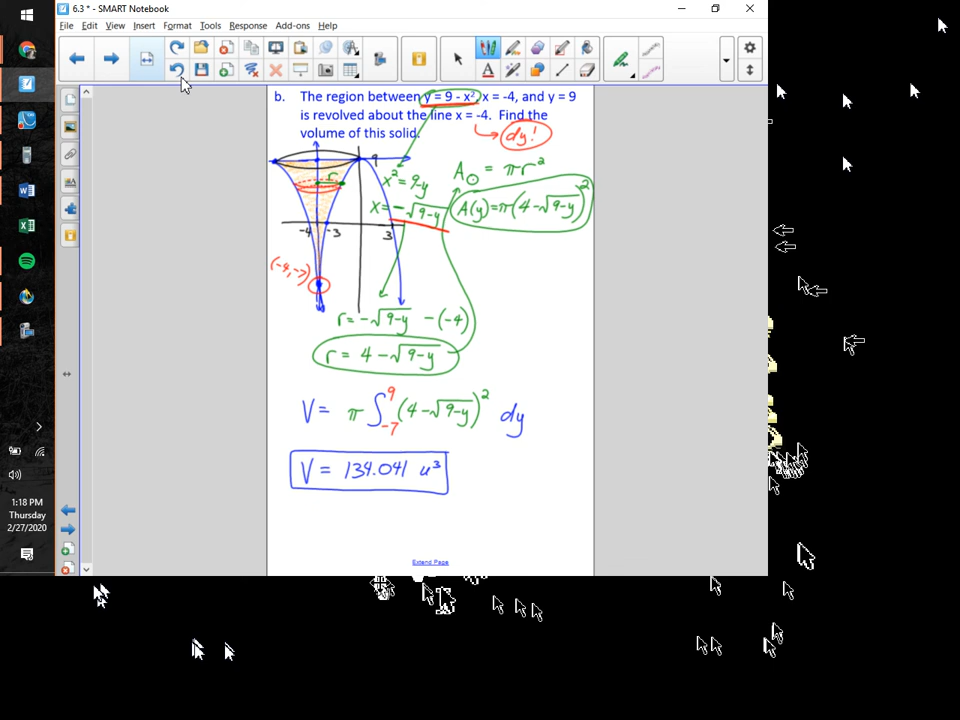 6.3 * - SMART Notebook
File Edit View Insert Format Tools Response Add-ons Help
b. The region between y = 9 - x², x = -4, and y = 9
is revolved about the line x = -4. Find the
volume of this solid.
dy!
9
r
x² = 9-y
x = -√9-y
A⊙ = πr²
A(y)=π(4-√9-y)²
-4
-3
3
(-4,-7)
r = -√9-y - (-4)
r = 4-√9-y
V = π ∫₋₇⁹ (4-√9-y)² dy
V = 134.041 u³
Extend Page
1:18 PM
Thursday
2/27/2020